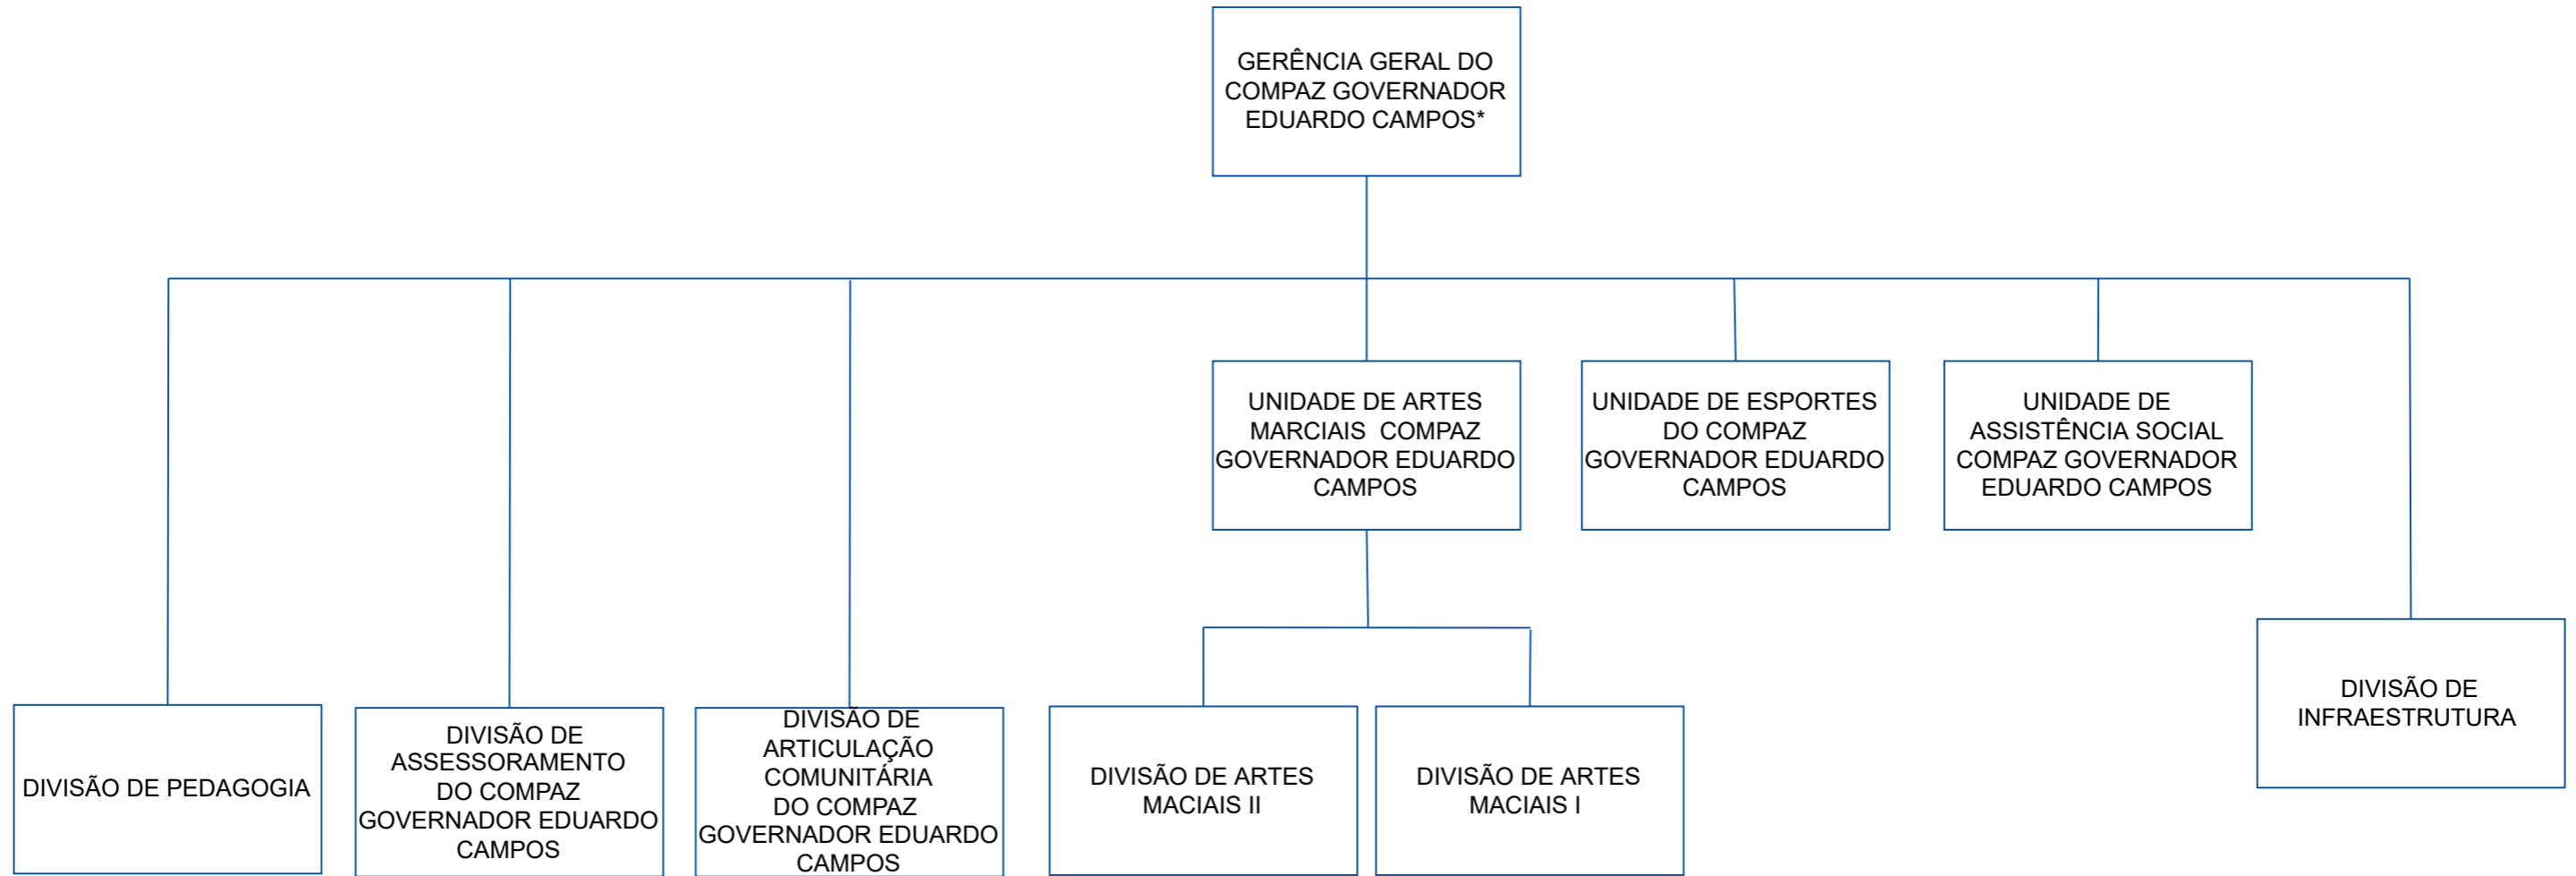 GERÊNCIA GERAL DO
COMPAZ GOVERNADOR
EDUARDO CAMPOS*
UNIDADE DE ARTES
MARCIAIS  COMPAZ
GOVERNADOR EDUARDO
CAMPOS
UNIDADE DE ESPORTES
DO COMPAZ
GOVERNADOR EDUARDO
CAMPOS
UNIDADE DE
ASSISTÊNCIA SOCIAL
COMPAZ GOVERNADOR
EDUARDO CAMPOS
DIVISÃO DE PEDAGOGIA
DIVISÃO DE
ASSESSORAMENTO
DO COMPAZ
GOVERNADOR EDUARDO
CAMPOS
DIVISÃO DE
ARTICULAÇÃO
COMUNITÁRIA
DO COMPAZ
GOVERNADOR EDUARDO
CAMPOS
DIVISÃO DE ARTES
MACIAIS II
DIVISÃO DE ARTES
MACIAIS I
DIVISÃO DE
INFRAESTRUTURA